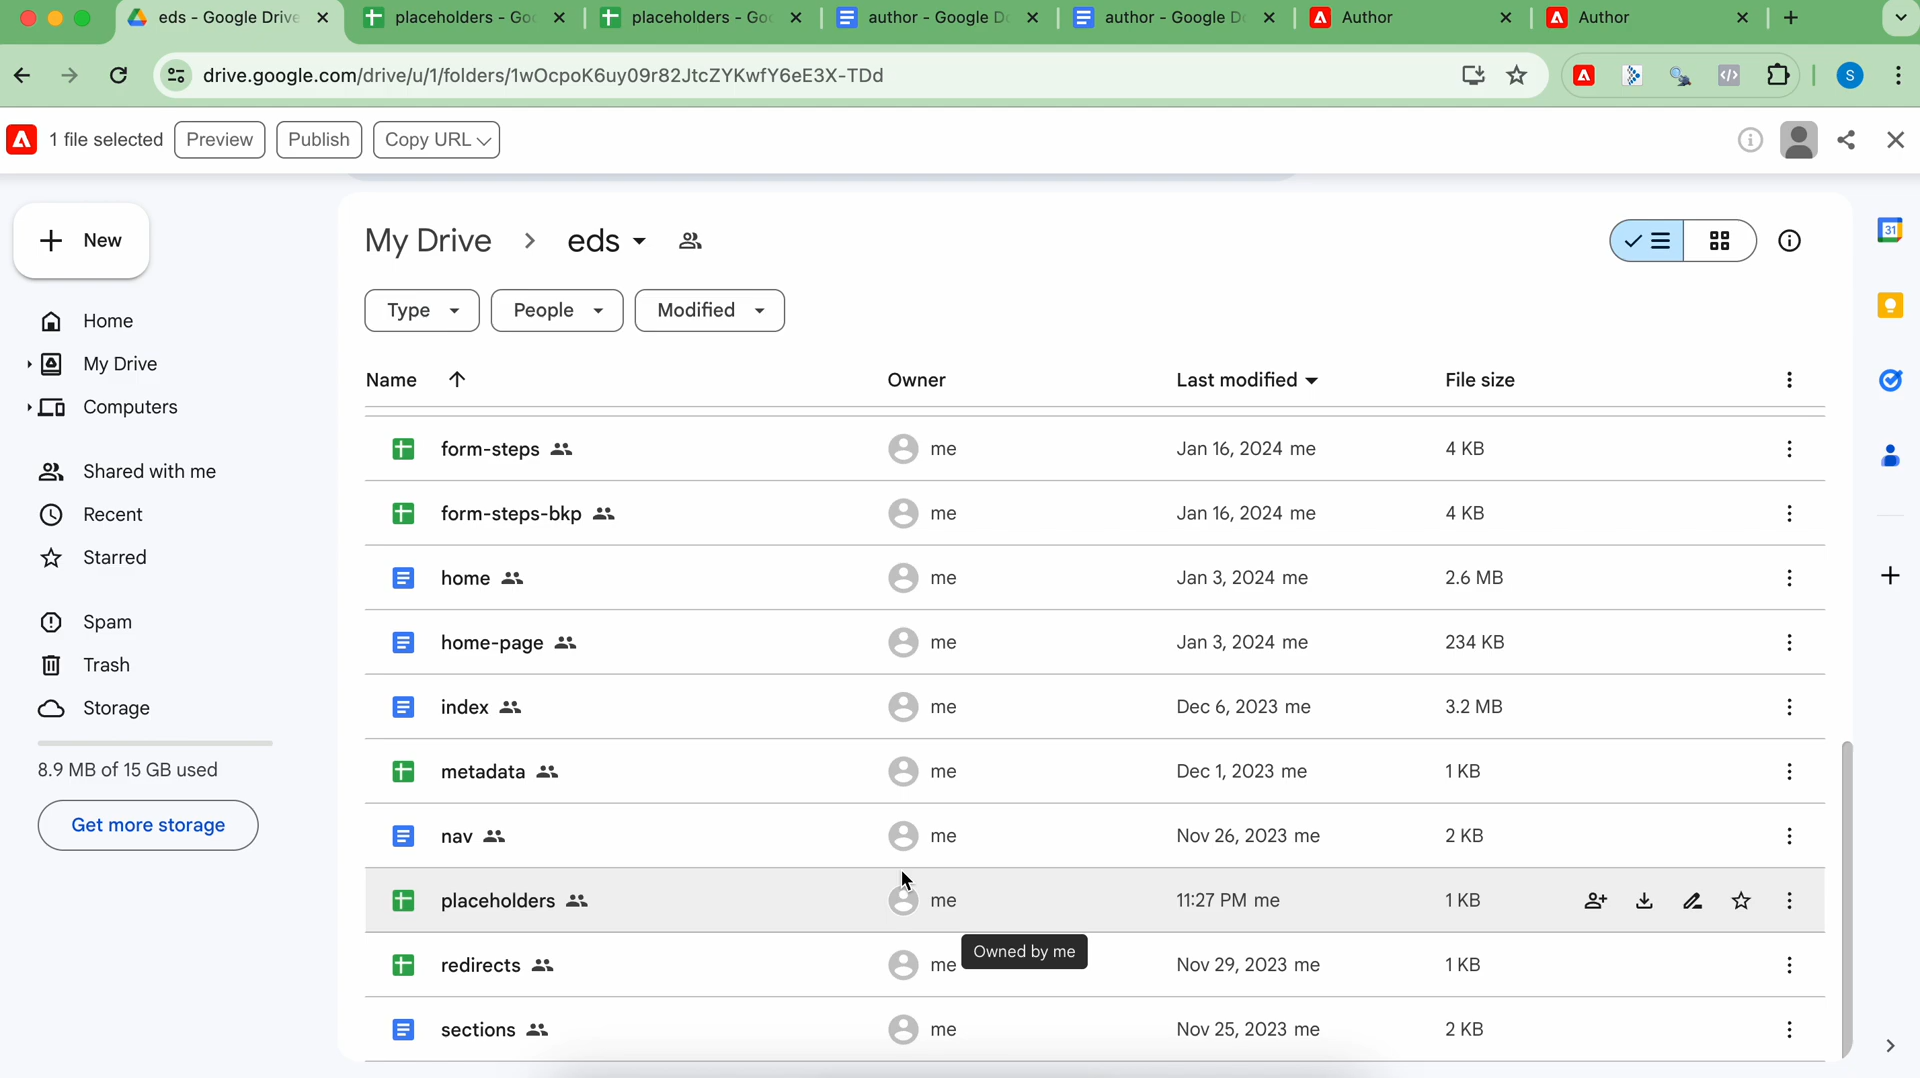 eds - Google Drive
placeholders - Goo
placeholders - Goo
author - Google Do
author - Google Do
Author
Author
drive.google.com/drive/u/1/folders/1wOcpoK6uy09r82JtcZYKwfY6eE3X-TDd
S
1 file selected
Preview
Publish
Copy URL
New
My Drive > eds
31
Type
People
Modified
Home
My Drive
Computers
Shared with me
Recent
Starred
Spam
Trash
Storage
8.9 MB of 15 GB used
Get more storage
Name Owner Last modified File size
form-steps me Jan 16, 2024 me 4 KB
form-steps-bkp me Jan 16, 2024 me 4 KB
home me Jan 3, 2024 me 2.6 MB
home-page me Jan 3, 2024 me 234 KB
index me Dec 6, 2023 me 3.2 MB
metadata me Dec 1, 2023 me 1 KB
nav me Nov 26, 2023 me 2 KB
placeholders me 11:27 PM me 1 KB
Owned by me
redirects me Nov 29, 2023 me 1 KB
sections me Nov 25, 2023 me 2 KB